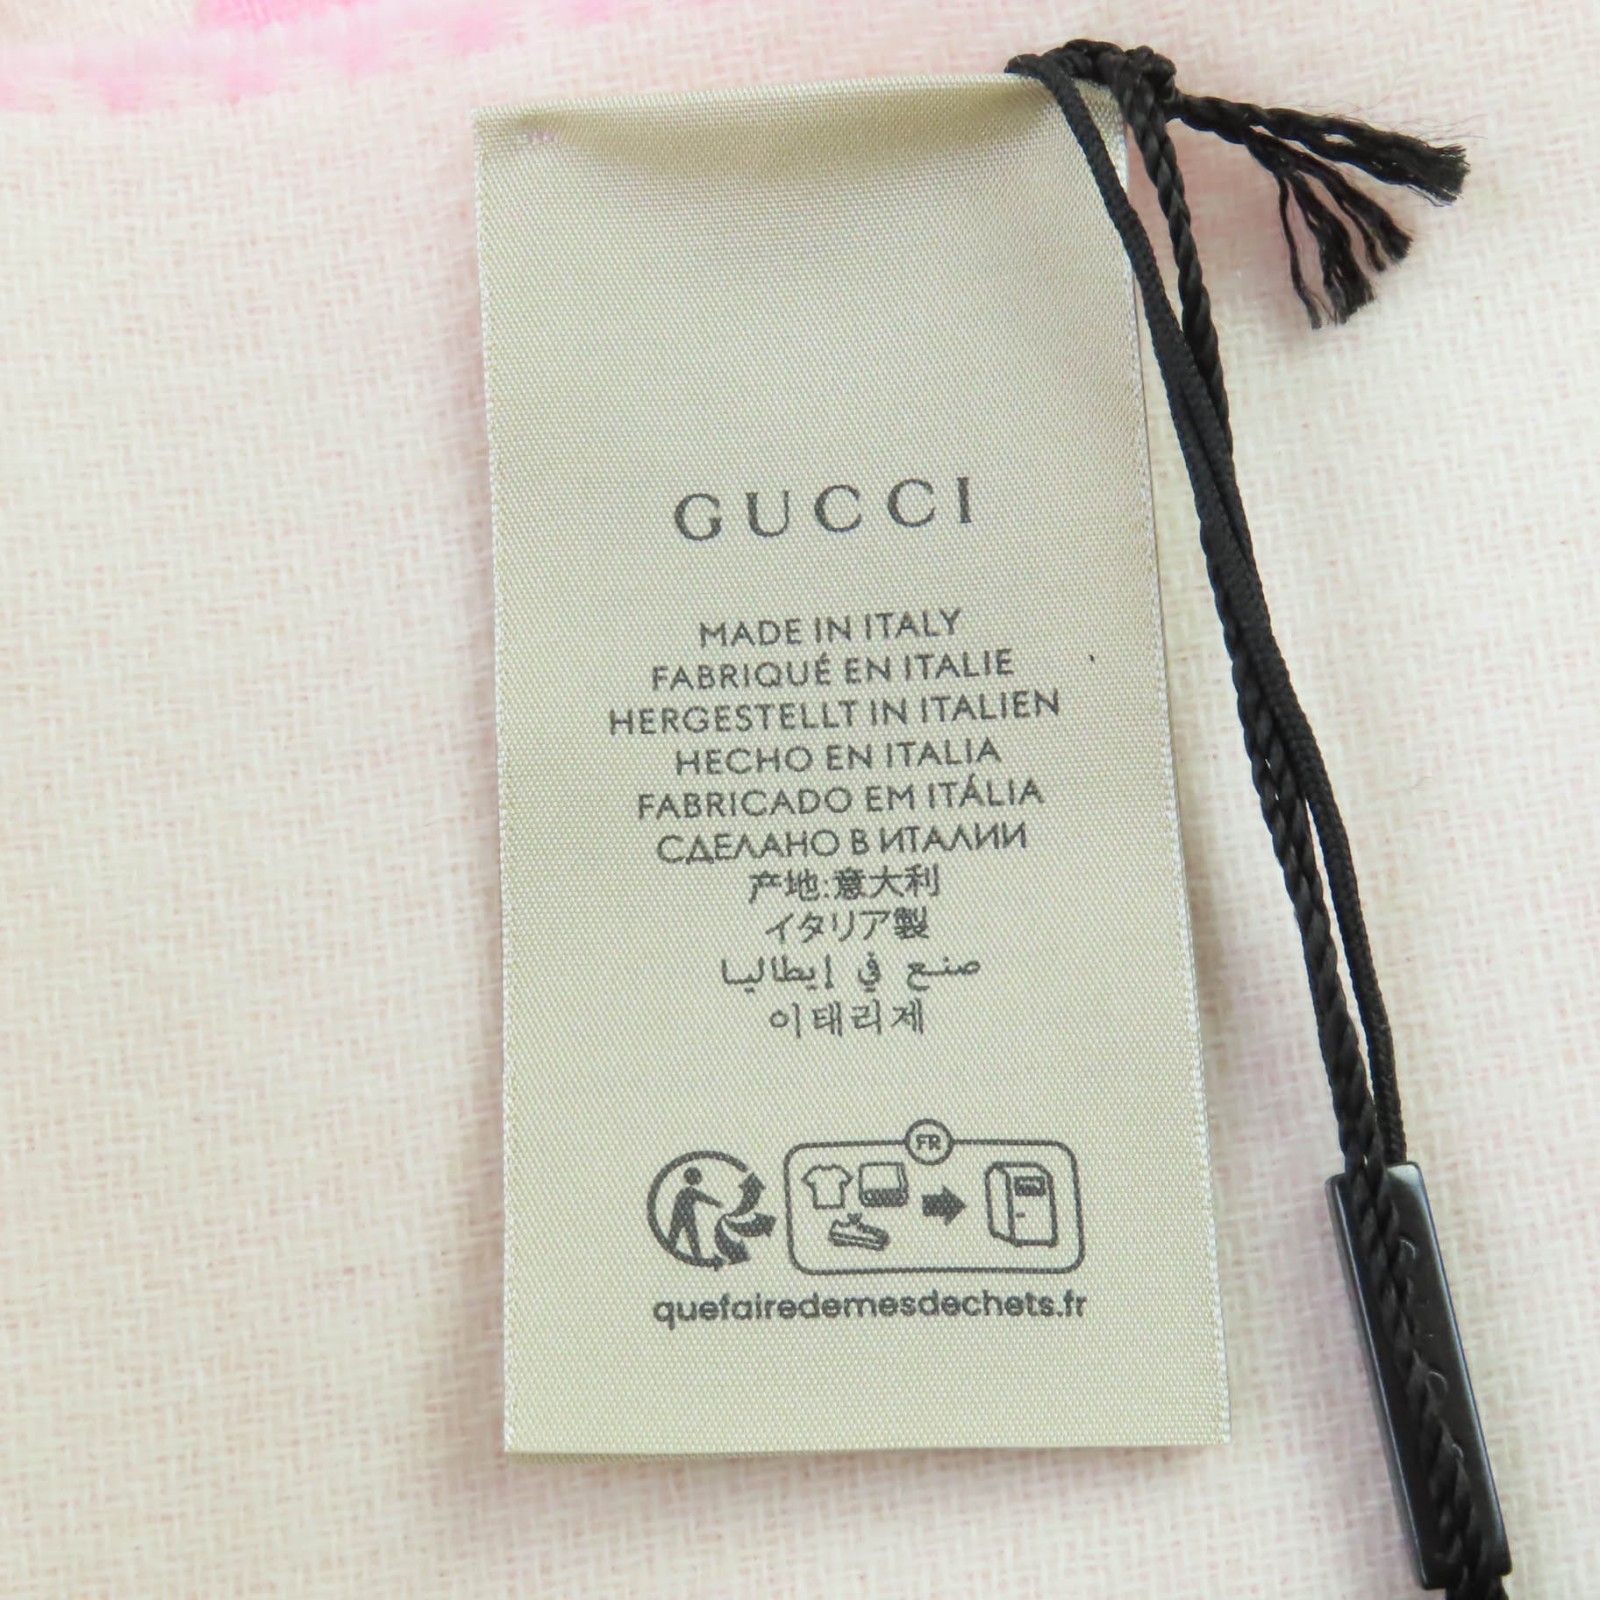 GUCCI
MADE IN ITALY
FABRIQUÉ EN ITALIE
HERGESTELLT IN ITALIEN
HECHO EN ITALIA
FABRICADO EM ITÁLIA
СДЕЛАНО В ИТАЛИИ
产地:意大利
イタリア製
صنع في إيطاليا
이태리제
FR
quefairedemesdechets.fr